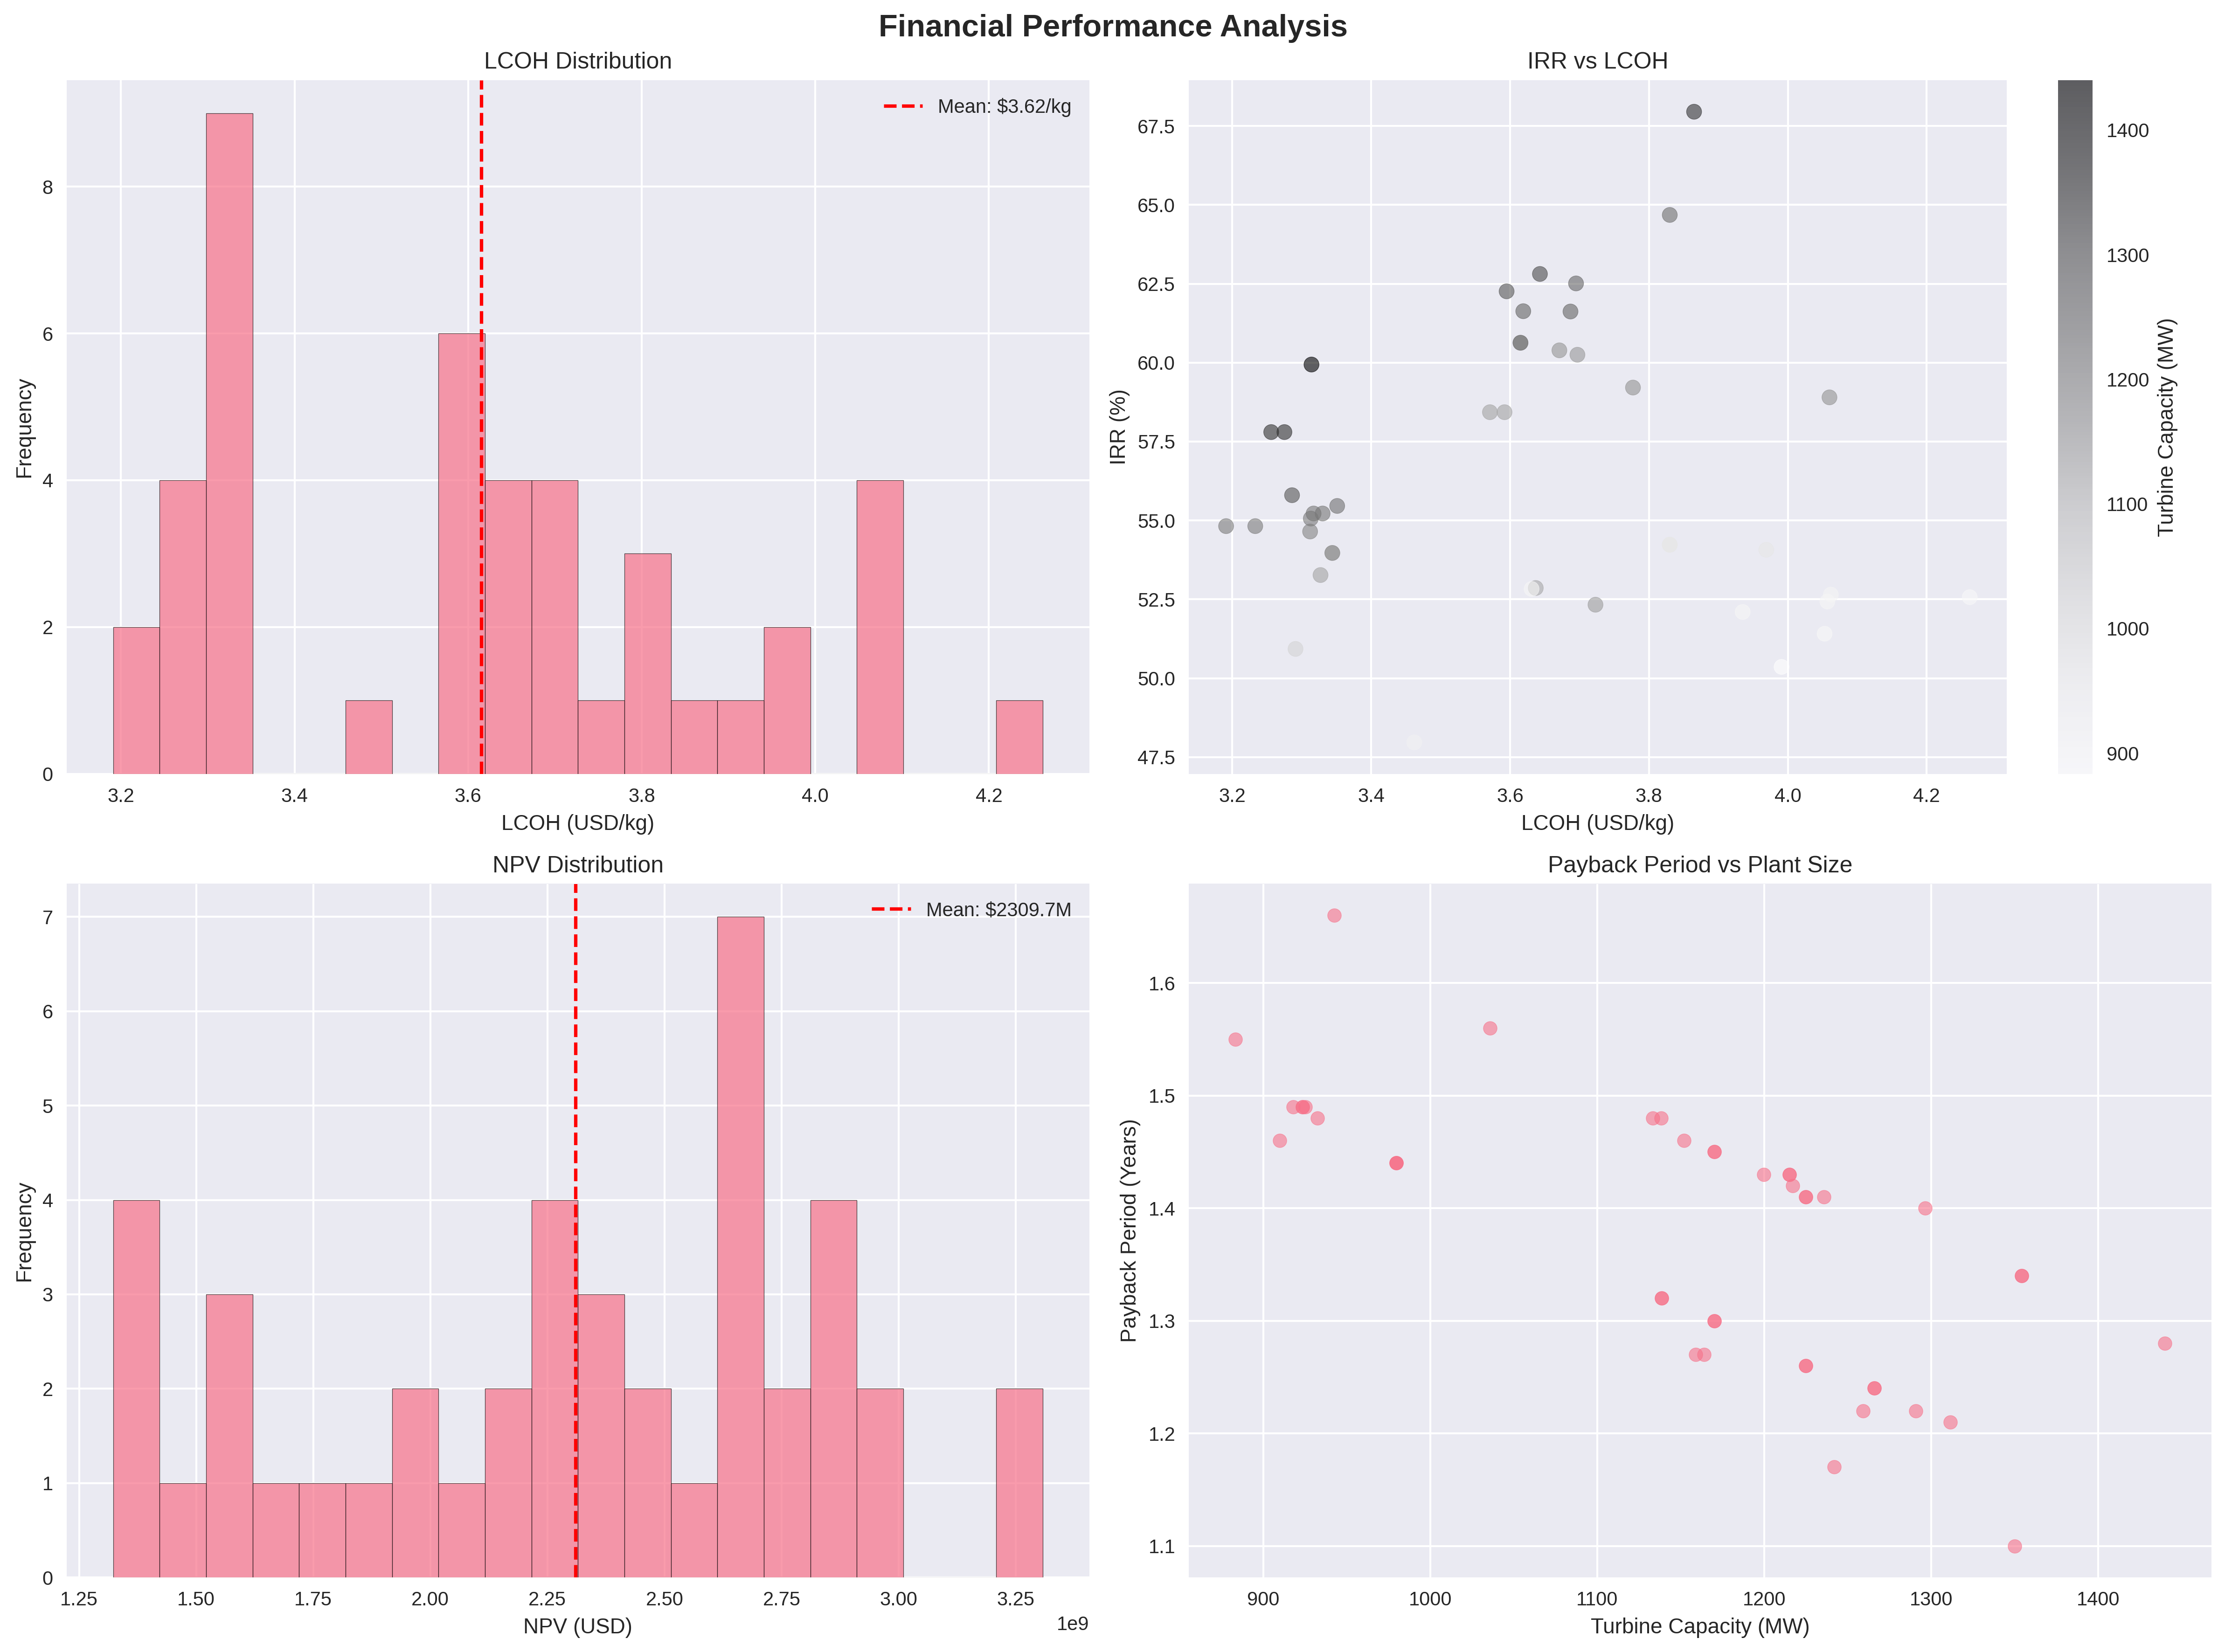 Financial Performance Analysis
LCOH Distribution
Mean: $3.62/kg
Frequency
8
6
4
2
0
3.2 3.4 3.6 3.8 4.0 4.2
LCOH (USD/kg)
IRR vs LCOH
IRR (%)
67.5
65.0
62.5
60.0
57.5
55.0
52.5
50.0
47.5
3.2 3.4 3.6 3.8 4.0 4.2
LCOH (USD/kg)
1400
1300
1200
1100
1000
900
Turbine Capacity (MW)
NPV Distribution
Mean: $2309.7M
Frequency
7
6
5
4
3
2
1
0
1.25 1.50 1.75 2.00 2.25 2.50 2.75 3.00 3.25
1e9
NPV (USD)
Payback Period vs Plant Size
Payback Period (Years)
1.6
1.5
1.4
1.3
1.2
1.1
900 1000 1100 1200 1300 1400
Turbine Capacity (MW)